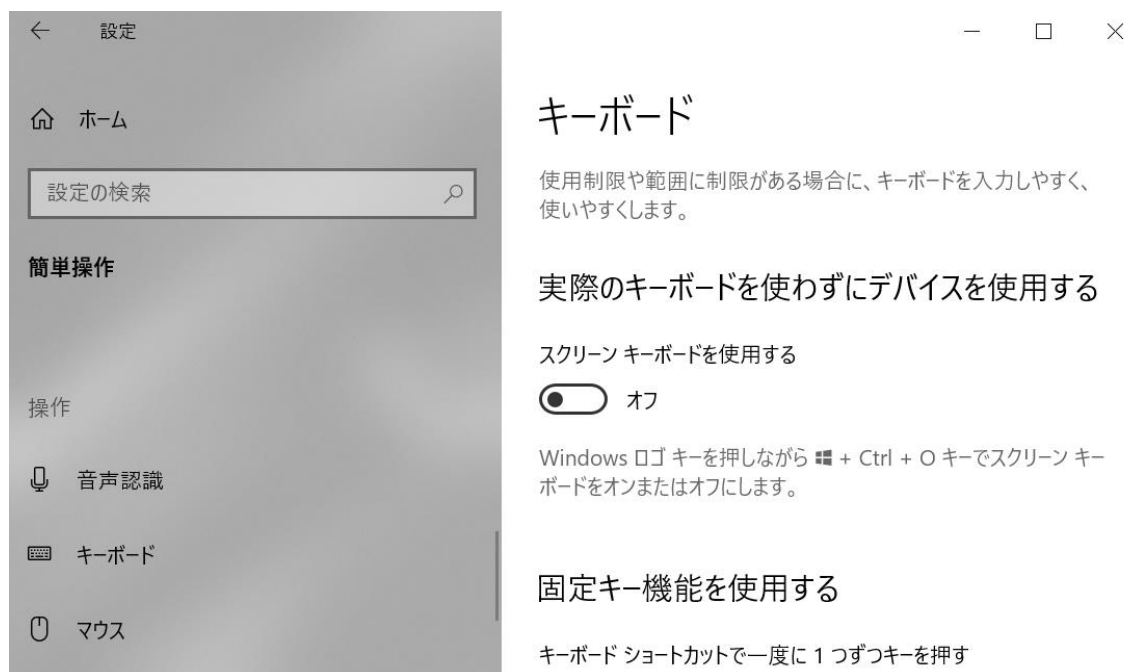 設定
ホーム
設定の検索
簡単操作
操作
音声認識
キーボード
マウス
キーボード
使用制限や範囲に制限がある場合に、キーボードを入力しやすく、
使いやすくします。
実際のキーボードを使わずにデバイスを使用する
スクリーン キーボードを使用する
オフ
Windows ロゴ キーを押しながら + Ctrl + O キーでスクリーン キー
ボードをオンまたはオフにします。
固定キー機能を使用する
キーボード ショートカットで一度に 1 つずつキーを押す